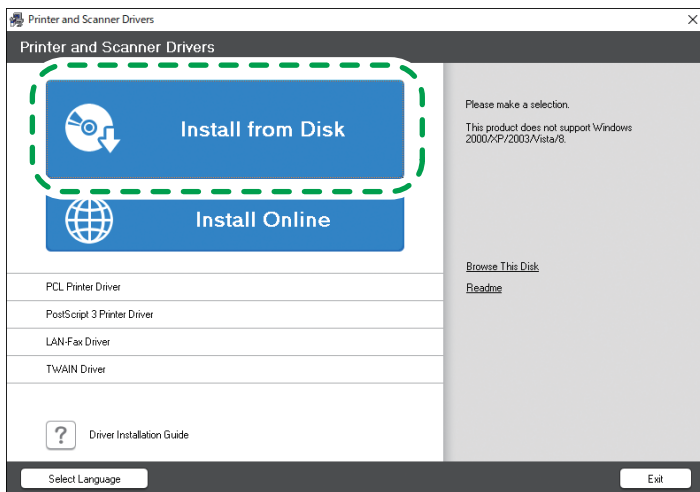 Printer and Scanner Drivers
Printer and Scanner Drivers
Install from Disk
Install Online
PCL Printer Driver
PostScript 3 Printer Driver
LAN-Fax Driver
TWAIN Driver
? Driver Installation Guide
Please make a selection.
This product does not support Windows
2000/XP/2003/Vista/8.
Browse This Disk
Readme
Select Language
Exit